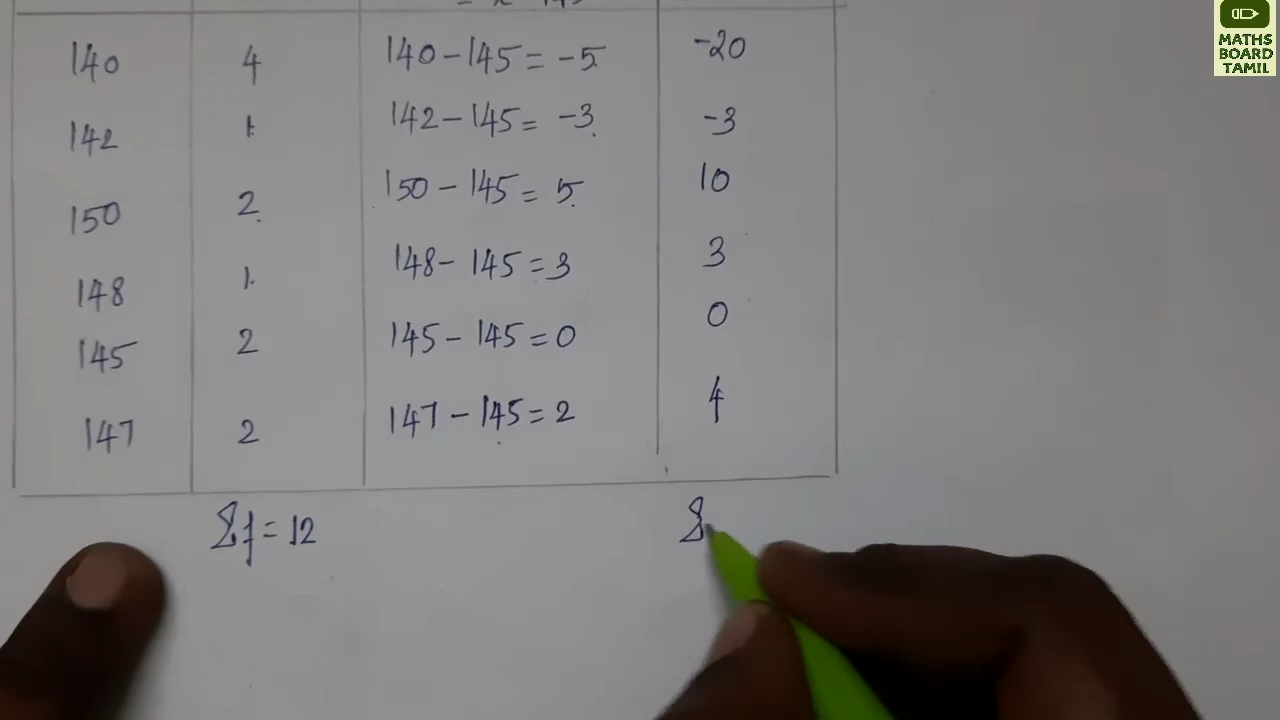 MATHS
BOARD
TAMIL
140 4 140-145 = -5 -20
142 1 142-145 = -3 -3
150 2 150-145 = 5 10
148 1 148-145 = 3 3
145 2 145-145 = 0 0
147 2 147-145 = 2 4
Σf = 12 Σ